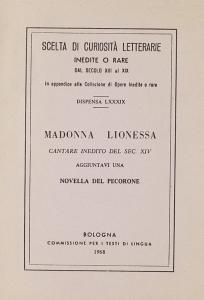 SCELTA DI CURIOSITÀ LETTERARIE
INEDITE O RARE
DAL SECOLO XIII AL XIX
in appendice alla Collezione di Opere inedite o rare
DISPENSA LXXXIX
MADONNA LIONESSA
CANTARE INEDITO DEL SEC. XIV
AGGIUNTAVI UNA
NOVELLA DEL PECORONE
BOLOGNA
COMMISSIONE PER I TESTI DI LINGUA
1968